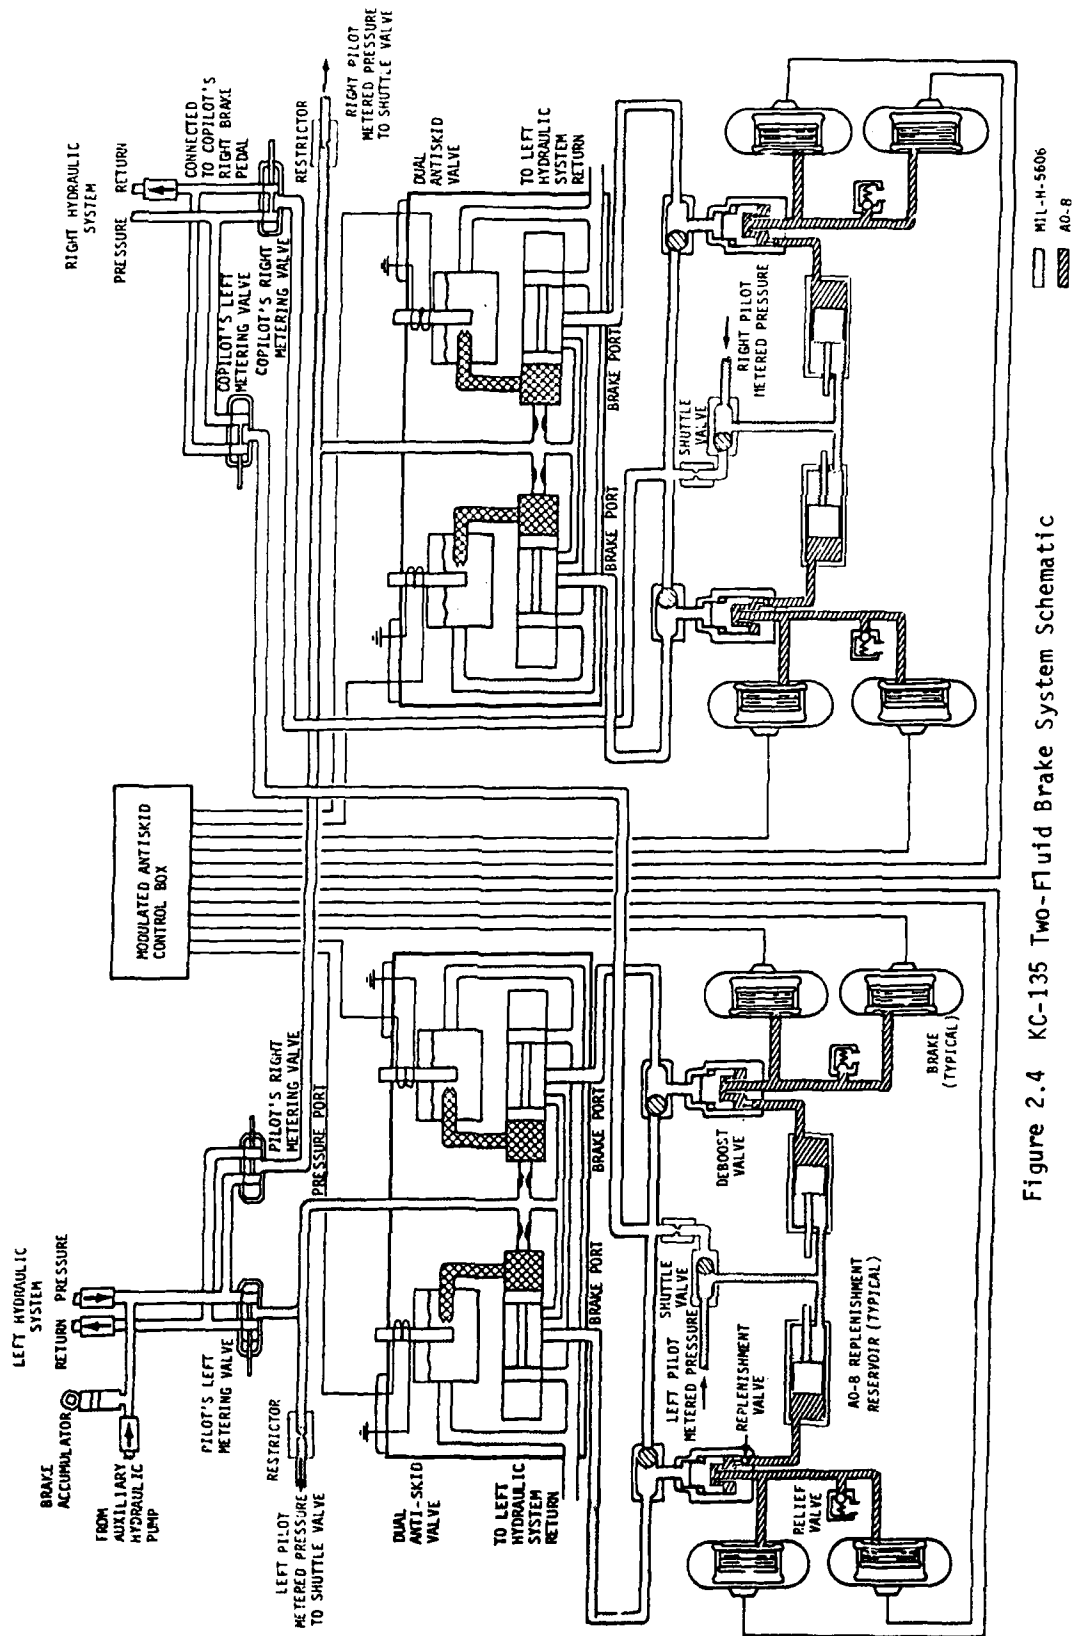 LEFT HYDRAULIC
SYSTEM
RETURN PRESSURE
BRAKE
ACCUMULATOR
FROM
AUXILIARY
HYDRAULIC
PUMP
PILOT'S LEFT
METERING VALVE
PILOT'S RIGHT
METERING VALVE
RESTRICTOR
LEFT PILOT
METERED PRESSURE
TO SHUTTLE VALVE
PRESSURE PORT
MODULATED ANTISKID
CONTROL BOX
RIGHT HYDRAULIC
SYSTEM
PRESSURE RETURN
CONNECTED
TO COPILOT'S
RIGHT BRAKE
PEDAL
COPILOT'S LEFT
METERING VALVE
COPILOT'S RIGHT
METERING VALVE
RESTRICTOR
RIGHT PILOT
METERED PRESSURE
TO SHUTTLE VALVE
DUAL
ANTI-SKID
VALVE
TO LEFT
HYDRAULIC
SYSTEM
RETURN
BRAKE PORT
BRAKE PORT
DUAL
ANTISKID
VALVE
TO LEFT
HYDRAULIC
SYSTEM
RETURN
BRAKE PORT
BRAKE PORT
LEFT PILOT
METERED PRESSURE
SHUTTLE
VALVE
REPLENISHMENT
VALVE
DEBOOST
VALVE
SHUTTLE
VALVE
RIGHT PILOT
METERED PRESSURE
RELIEF
VALVE
AO-8 REPLENISHMENT
RESERVOIR (TYPICAL)
BRAKE
(TYPICAL)
MIL-H-5606
AO-8
Figure 2.4 KC-135 Two-Fluid Brake System Schematic